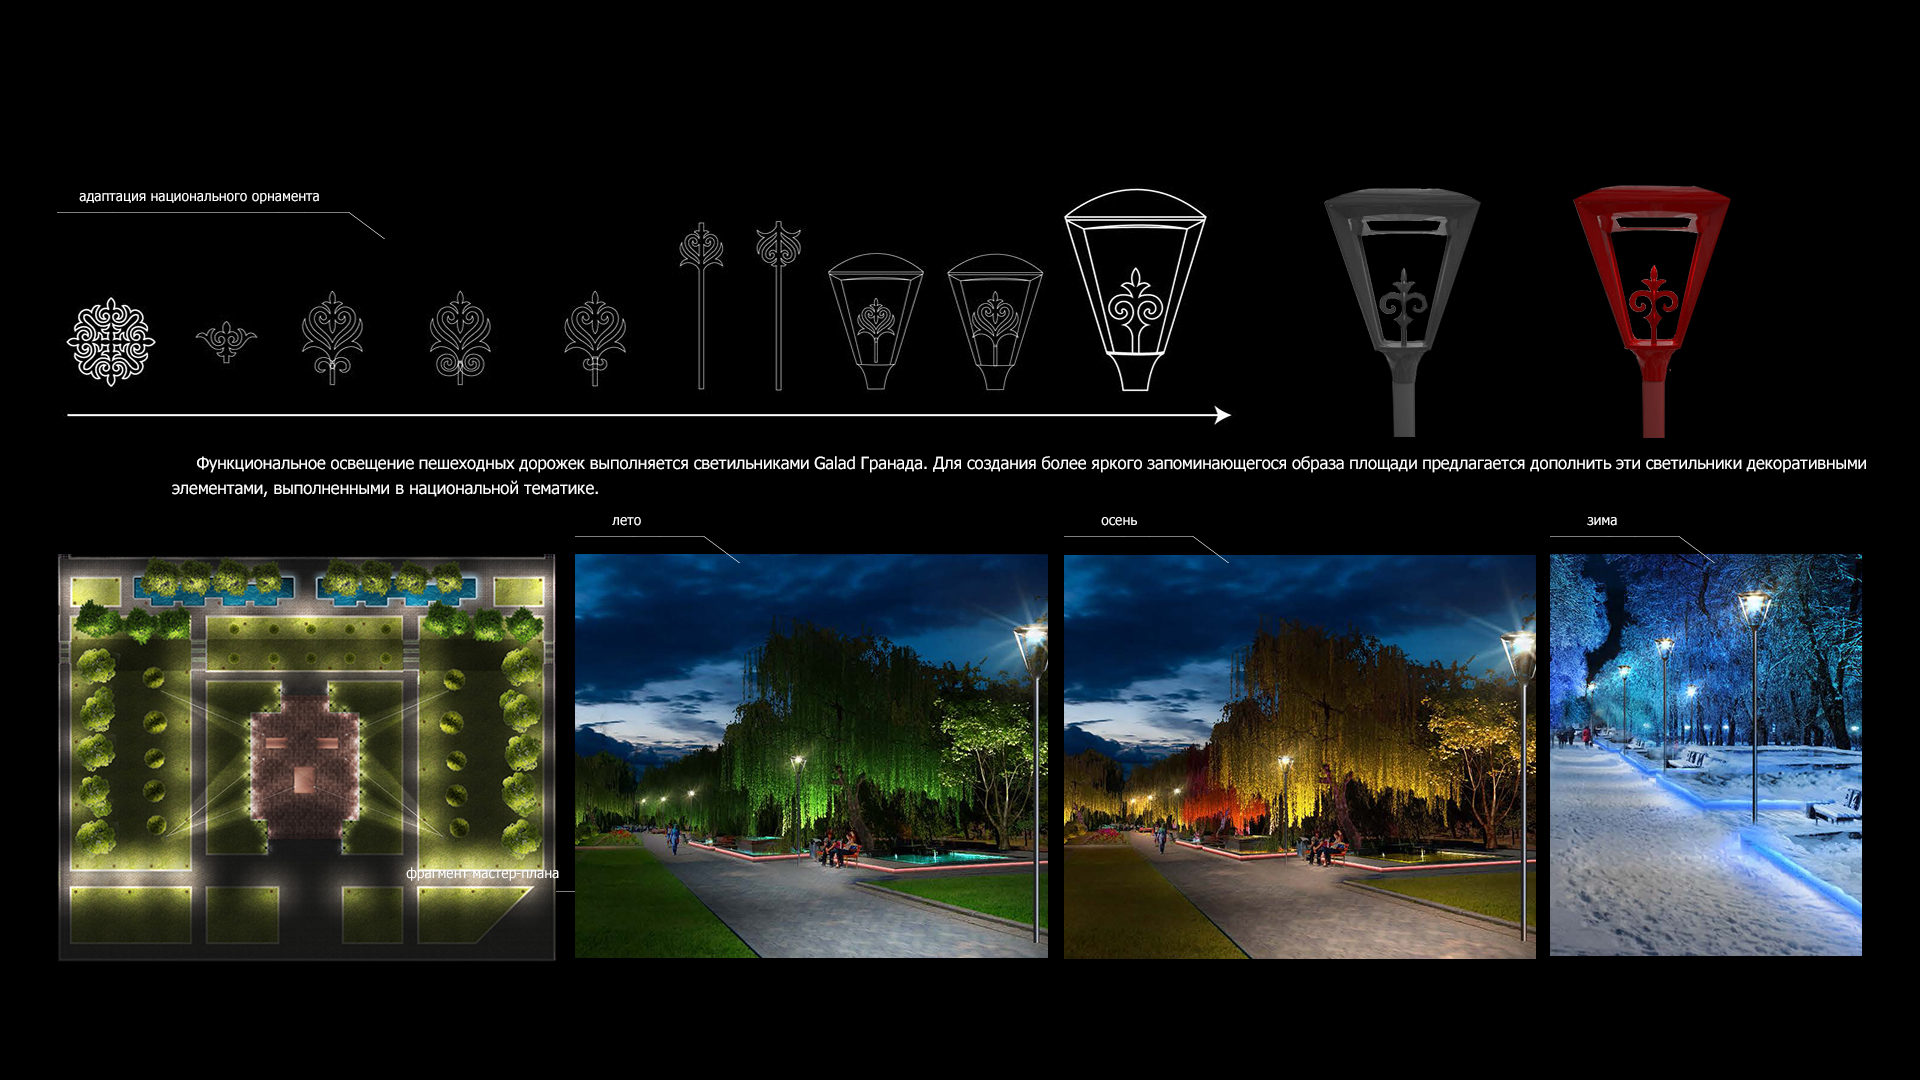 адаптация национального орнамента
Функциональное освещение пешеходных дорожек выполняется светильниками Galad Гранада. Для создания более яркого запоминающегося образа площади предлагается дополнить эти светильники декоративными
элементами, выполненными в национальной тематике.
лето
осень
зима
фрагмент мастер-плана